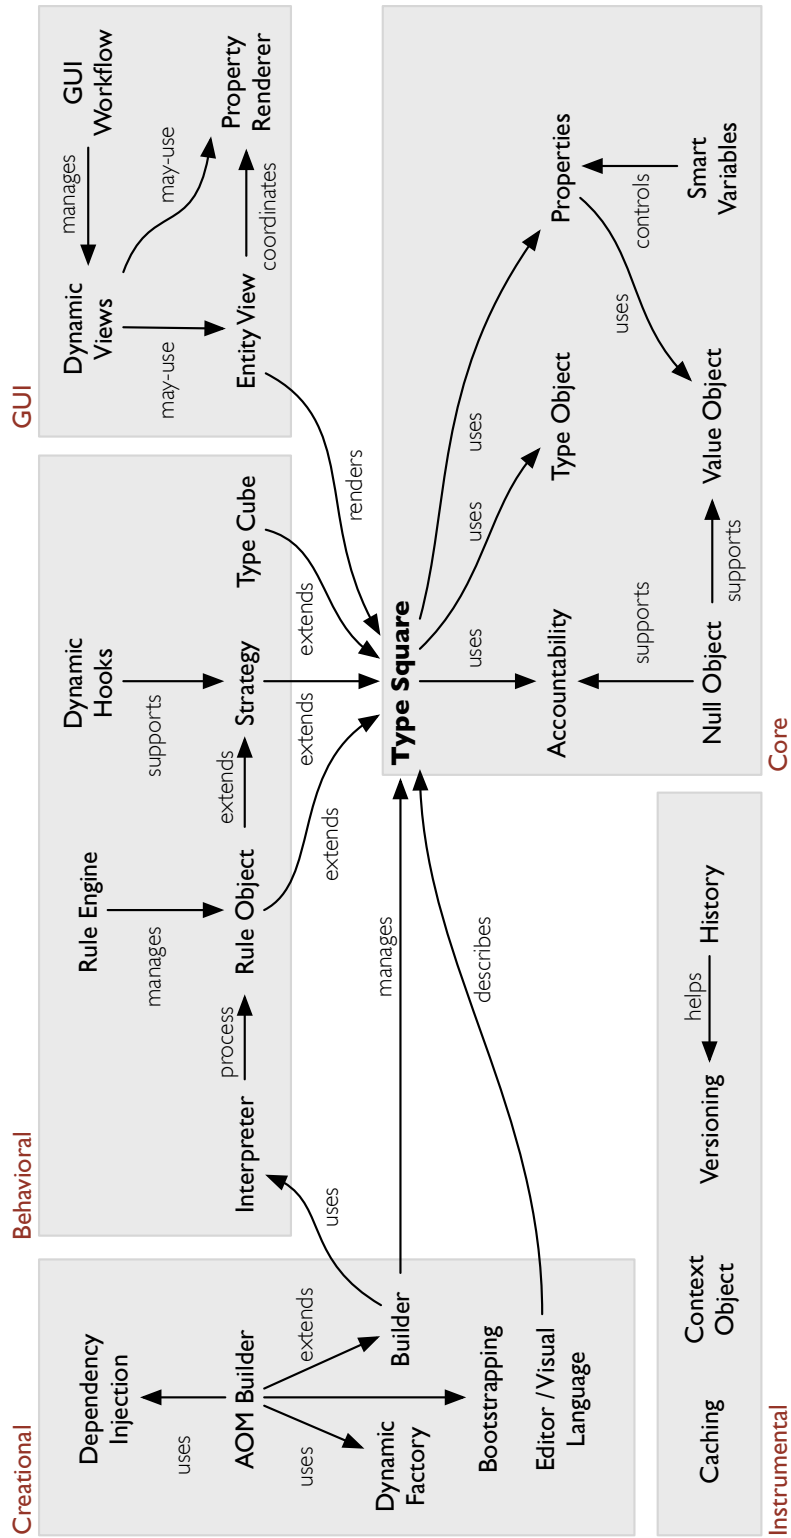 Creational
Dependency
Injection
uses
AOM Builder
extends
uses
Builder
Dynamic
Factory
Bootstrapping
Editor / Visual
Language
uses
manages
describes
Behavioral
Rule Engine
Dynamic
Hooks
manages
supports
Interpreter
process
Rule Object
extends
Strategy
Type Cube
extends
extends
extends
GUI
Dynamic
Views
manages
GUI
Workflow
may-use
may-use
Entity View
coordinates
Property
Renderer
renders
Type Square
uses
uses
uses
Accountability
Type Object
Properties
supports
uses
controls
Null Object
supports
Value Object
Smart
Variables
Core
Caching
Context
Object
Versioning
helps
History
Instrumental